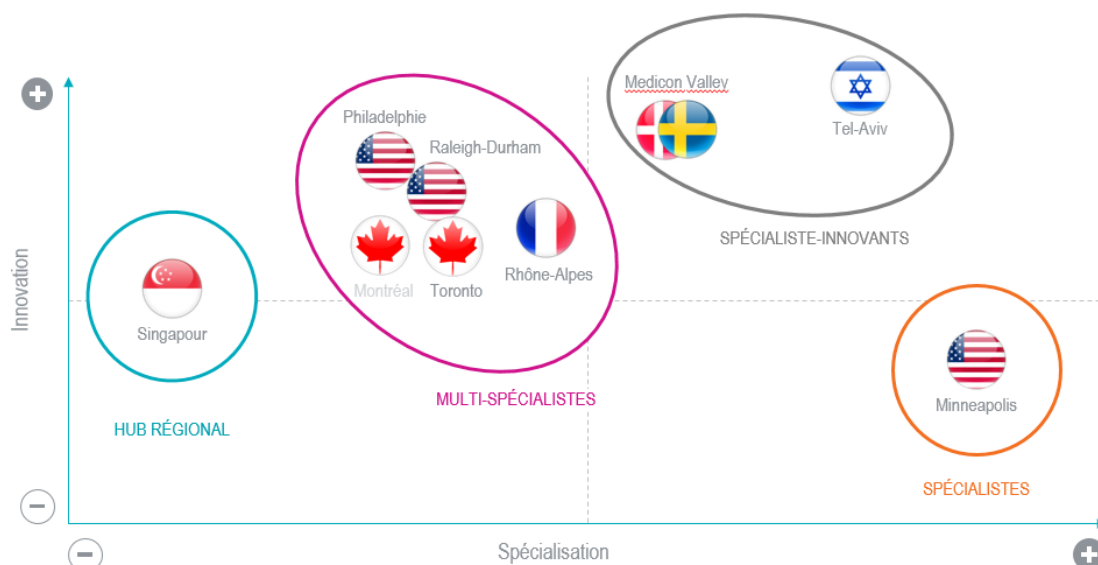 Medicon Valley
Philadelphie
Tel-Aviv
Raleigh-Durham
SPÉCIALISTE-INNOVANTS
Rhône-Alpes
Montréal
Toronto
Innovation
Singapour
MULTI-SPÉCIALISTES
Minneapolis
HUB RÉGIONAL
SPÉCIALISTES
Spécialisation